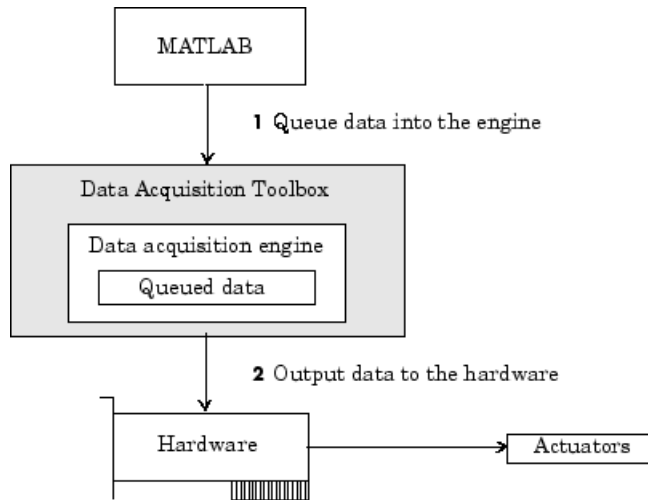 MATLAB
1 Queue data into the engine
Data Acquisition Toolbox
Data acquisition engine
Queued data
2 Output data to the hardware
Hardware
Actuators